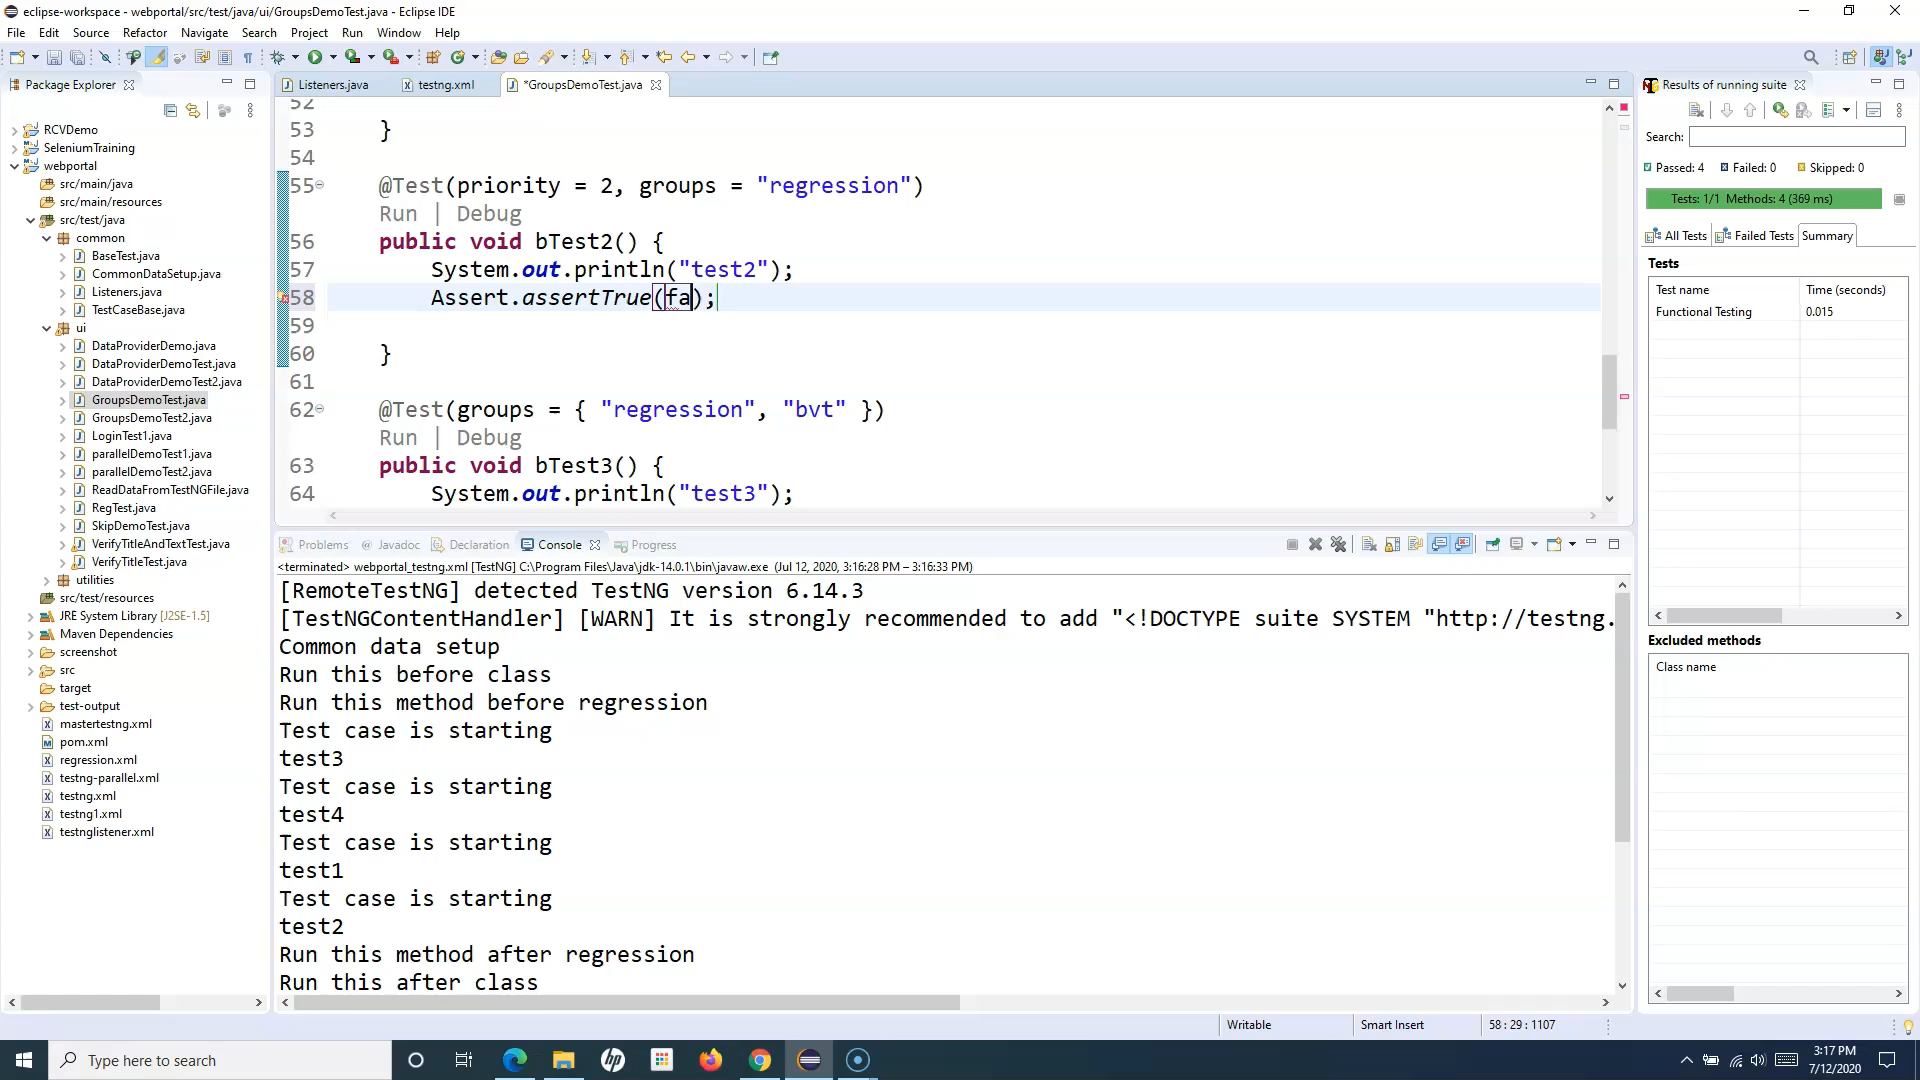 eclipse-workspace - webportal/src/test/java/ui/GroupsDemoTest.java - Eclipse IDE
File Edit Source Refactor Navigate Search Project Run Window Help
Package Explorer
RCVDemo
SeleniumTraining
webportal
src/main/java
src/main/resources
src/test/java
common
BaseTest.java
CommonDataSetup.java
Listeners.java
TestCaseBase.java
ui
DataProviderDemo.java
DataProviderDemoTest.java
DataProviderDemoTest2.java
GroupsDemoTest.java
GroupsDemoTest2.java
LoginTest1.java
parallelDemoTest1.java
parallelDemoTest2.java
ReadDataFromTestNGFile.java
RegTest.java
SkipDemoTest.java
VerifyTitleAndTextTest.java
VerifyTitleTest.java
utilities
src/test/resources
JRE System Library [J2SE-1.5]
Maven Dependencies
screenshot
src
target
test-output
mastertestng.xml
pom.xml
regression.xml
testng-parallel.xml
testng.xml
testng1.xml
testnglistener.xml
Listeners.java testng.xml *GroupsDemoTest.java
52
53 }
54
55 @Test(priority = 2, groups = "regression")
Run | Debug
56 public void bTest2() {
57 System.out.println("test2");
58 Assert.assertTrue(fa);
59
60 }
61
62 @Test(groups = { "regression", "bvt" })
Run | Debug
63 public void bTest3() {
64 System.out.println("test3");
Problems Javadoc Declaration Console Progress
<terminated> webportal_testng.xml [TestNG] C:\Program Files\Java\jdk-14.0.1\bin\javaw.exe (Jul 12, 2020, 3:16:28 PM – 3:16:33 PM)
[RemoteTestNG] detected TestNG version 6.14.3
[TestNGContentHandler] [WARN] It is strongly recommended to add "<!DOCTYPE suite SYSTEM "http://testng.
Common data setup
Run this before class
Run this method before regression
Test case is starting
test3
Test case is starting
test4
Test case is starting
test1
Test case is starting
test2
Run this method after regression
Run this after class
Results of running suite
Search:
Passed: 4 Failed: 0 Skipped: 0
Tests: 1/1 Methods: 4 (369 ms)
All Tests Failed Tests Summary
Tests
Test name Time (seconds)
Functional Testing 0.015
Excluded methods
Class name
Writable Smart Insert 58 : 29 : 1107
Type here to search
3:17 PM
7/12/2020